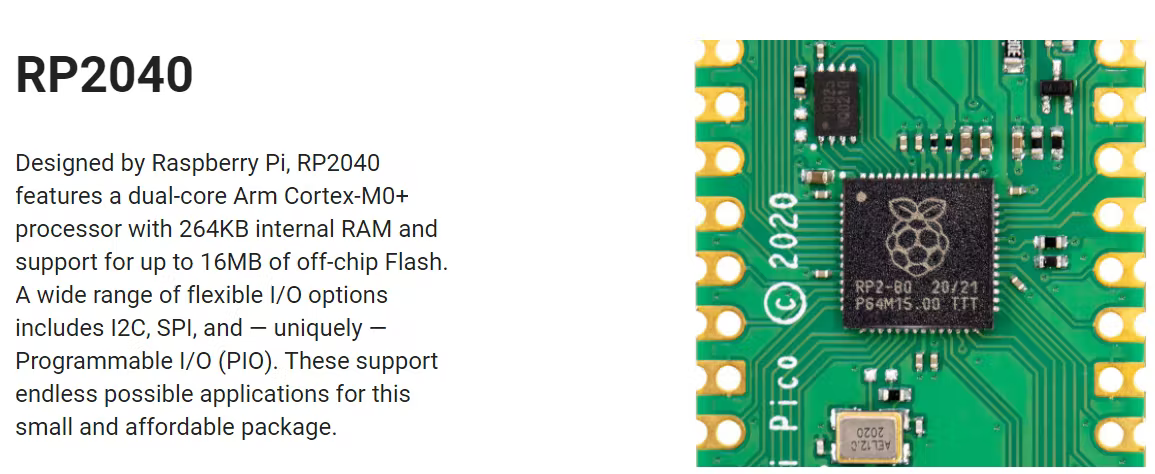 RP2040
Designed by Raspberry Pi, RP2040
features a dual-core Arm Cortex-M0+
processor with 264KB internal RAM and
support for up to 16MB of off-chip Flash.
A wide range of flexible I/O options
includes I2C, SPI, and — uniquely —
Programmable I/O (PIO). These support
endless possible applications for this
small and affordable package.
RP2-B0 20/21
P64M15.00 TTT
i Pico © 2020
AEL12.0
2020